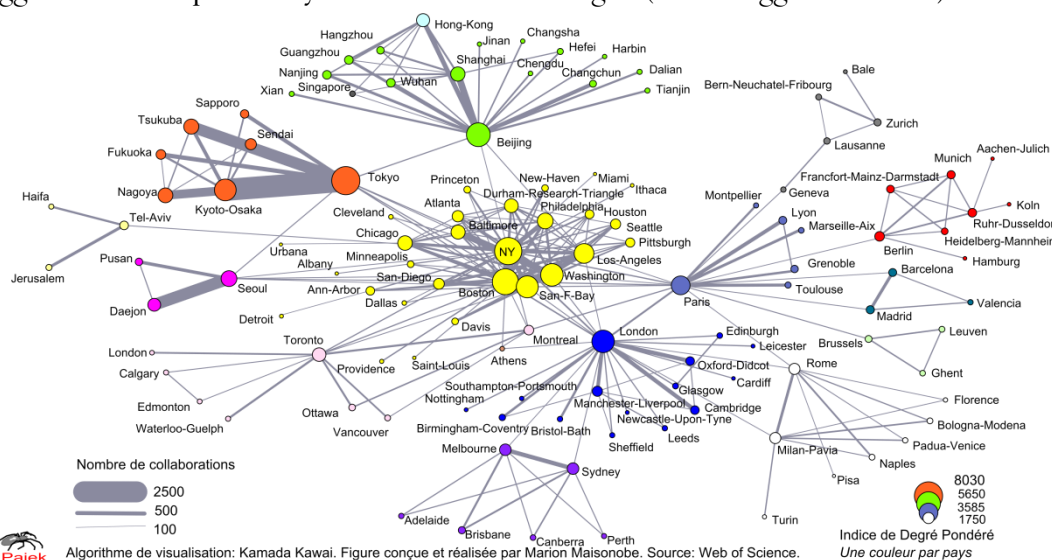 Hong-Kong
Hangzhou
Jinan
Changsha
Guangzhou
Shanghai
Hefei
Harbin
Nanjing
Wuhan
Chengdu
Changchun
Dalian
Xian
Singapore
Tianjin
Beijing
Bale
Bern-Neuchatel-Fribourg
Zurich
Lausanne
Geneva
Sapporo
Tsukuba
Sendai
Fukuoka
Nagoya
Kyoto-Osaka
Tokyo
Aachen-Julich
Munich
Francfort-Mainz-Darmstadt
Koln
Ruhr-Dusseldor
Heidelberg-Mannhei
Berlin
Hamburg
Haifa
Tel-Aviv
Jerusalem
Princeton
New-Haven
Miami
Ithaca
Durham-Research-Triangle
Atlanta
Philadelphia
Houston
Cleveland
Baltimore
Seattle
Chicago
Pittsburgh
Urbana
Minneapolis
NY
Los-Angeles
Albany
San-Diego
Washington
Ann-Arbor
Boston
San-F-Bay
Dallas
Detroit
Davis
Providence
Saint-Louis
Athens
Montpellier
Lyon
Marseille-Aix
Grenoble
Toulouse
Paris
Barcelona
Madrid
Valencia
Brussels
Leuven
Ghent
Pusan
Seoul
Daejon
Toronto
Montreal
London
Calgary
Edmonton
Waterloo-Guelph
Ottawa
Vancouver
London
Edinburgh
Leicester
Oxford-Didcot
Cardiff
Glasgow
Cambridge
Southampton-Portsmouth
Nottingham
Manchester-Liverpool
Newcastle-Upon-Tyne
Birmingham-Coventry
Bristol-Bath
Sheffield
Leeds
Rome
Florence
Bologna-Modena
Padua-Venice
Milan-Pavia
Naples
Pisa
Turin
Melbourne
Sydney
Adelaide
Brisbane
Canberra
Perth
Nombre de collaborations
2500
500
100
8030
5650
3585
1750
Indice de Degré Pondéré
Une couleur par pays
Pajek
Algorithme de visualisation: Kamada Kawai. Figure conçue et réalisée par Marion Maisonobe. Source: Web of Science.